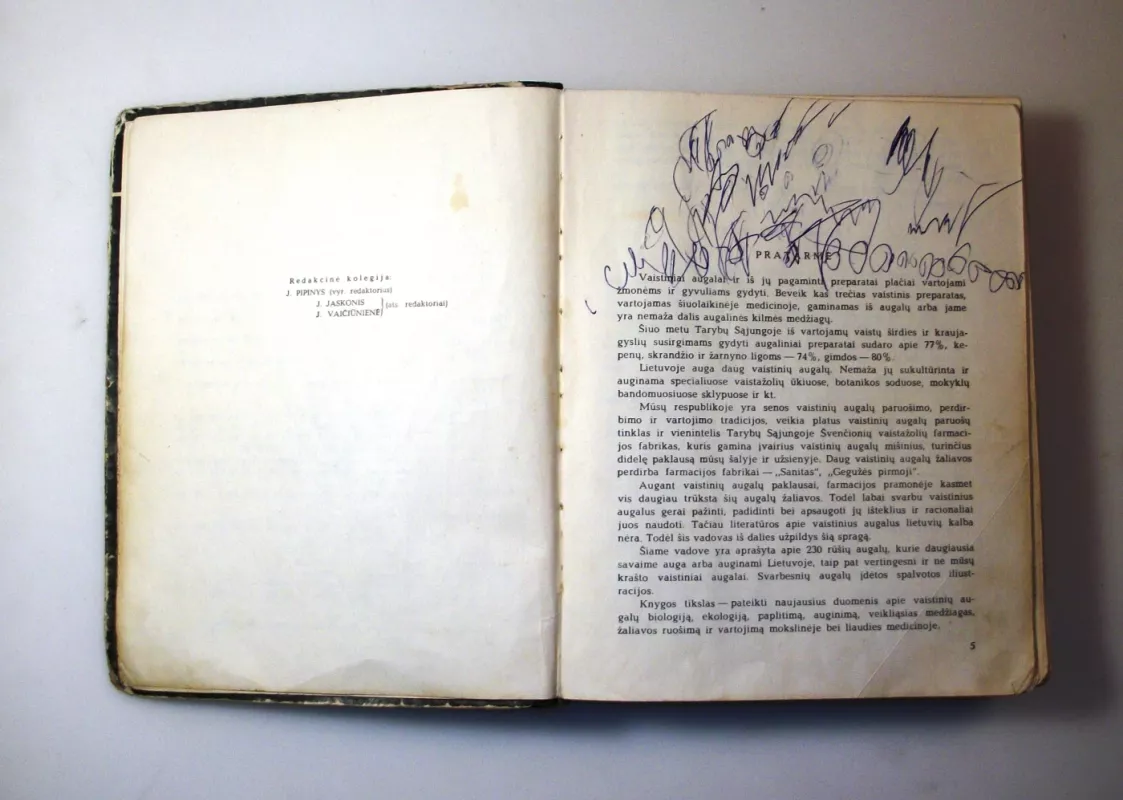 Redakcinė kolegija:
J. PIPINYS (vyr. redaktorius)
J. JASKONIS
(ats. redaktoriai)
J. VAIČIŪNIENĖ
PRATARMĖ
Vaistiniai augalai ir iš jų pagaminti preparatai plačiai vartojami
žmonėms ir gyvuliams gydyti. Beveik kas trečias vaistinis preparatas,
vartojamas šiuolaikinėje medicinoje, gaminamas iš augalų arba jame
yra nemaža dalis augalinės kilmės medžiagų.
Šiuo metu Tarybų Sąjungoje iš vartojamų vaistų širdies ir krauja-
gyslių susirgimams gydyti augaliniai preparatai sudaro apie 77%, ke-
penų, skrandžio ir žarnyno ligoms — 74%, gimdos — 80%.
Lietuvoje auga daug vaistinių augalų. Nemaža jų sukultūrinta ir
auginama specialiuose vaistažolių ūkiuose, botanikos soduose, mokyklų
bandomuosiuose sklypuose ir kt.
Mūsų respublikoje yra senos vaistinių augalų paruošimo, perdir-
bimo ir vartojimo tradicijos, veikia platus vaistinių augalų paruošų
tinklas ir vienintelis Tarybų Sąjungoje Švenčionių vaistažolių farmaci-
jos fabrikas, kuris gamina įvairius vaistinių augalų mišinius, turinčius
didelę paklausą mūsų šalyje ir užsienyje. Daug vaistinių augalų žaliavos
perdirba farmacijos fabrikai — „Sanitas“, „Gegužės pirmoji“.
Augant vaistinių augalų paklausai, farmacijos pramonėje kasmet
vis daugiau trūksta šių augalų žaliavos. Todėl labai svarbu vaistinius
augalus gerai pažinti, padidinti bei apsaugoti jų išteklius ir racionaliai
juos naudoti. Tačiau literatūros apie vaistinius augalus lietuvių kalba
nėra. Todėl šis vadovas iš dalies užpildys šią spragą.
Šiame vadove yra aprašyta apie 230 rūšių augalų, kurie daugiausia
savaime auga arba auginami Lietuvoje, taip pat vertingesni ir ne mūsų
krašto vaistiniai augalai. Svarbesnių augalų įdėtos spalvotos iliust-
racijos.
Knygos tikslas — pateikti naujausius duomenis apie vaistinių au-
galų biologiją, ekologiją, paplitimą, auginimą, veikliąsias medžiagas,
žaliavos ruošimą ir vartojimą mokslinėje bei liaudies medicinoje.
5